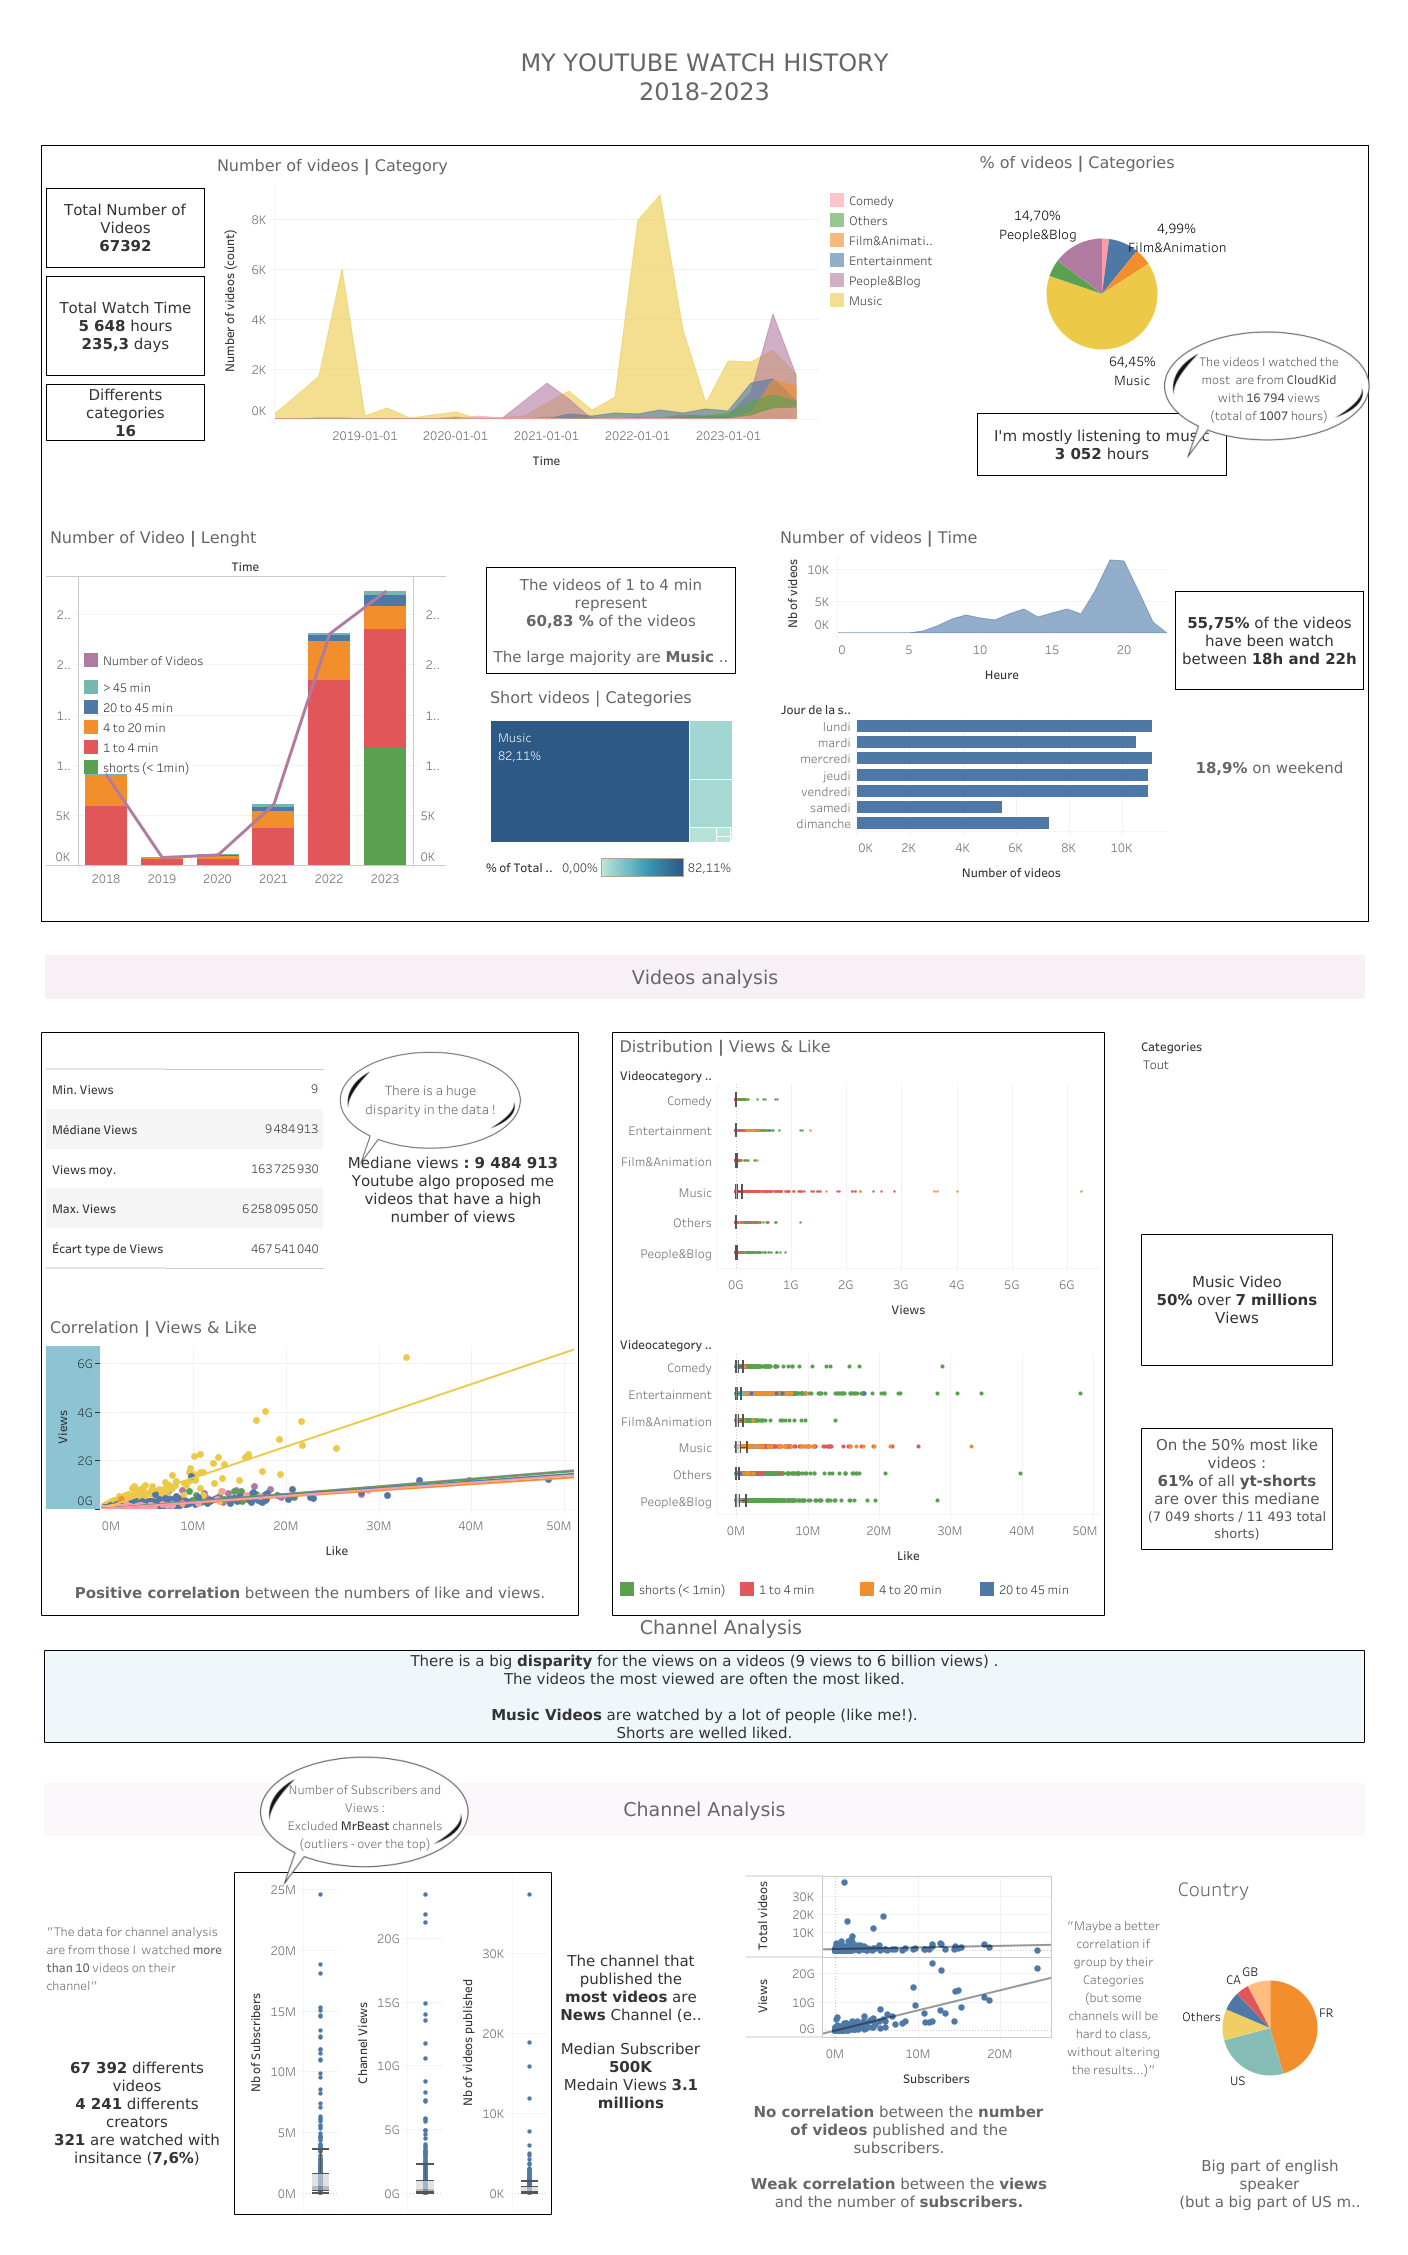 MY YOUTUBE WATCH HISTORY
2018-2023
Total Number of
Videos
67392
Total Watch Time
5 648 hours
235,3 days
Differents
categories
16
Number of videos | Category
Number of videos (count)
8K
6K
4K
2K
0K
2019-01-01
2020-01-01
2021-01-01
2022-01-01
2023-01-01
Time
Comedy
Others
Film&Animati..
Entertainment
People&Blog
Music
% of videos | Categories
14,70%
People&Blog
4,99%
Film&Animation
64,45%
Music
The videos I watched the
most are from CloudKid
with 16 794 views
(total of 1007 hours)
I'm mostly listening to music
3 052 hours
Number of Video | Lenght
Time
2..
2..
1..
1..
5K
0K
2..
2..
1..
1..
5K
0K
Number of Videos
> 45 min
20 to 45 min
4 to 20 min
1 to 4 min
shorts (< 1min)
2018
2019
2020
2021
2022
2023
The videos of 1 to 4 min
represent
60,83 % of the videos
The large majority are Music ..
Short videos | Categories
Music
82,11%
% of Total ..
0,00%
82,11%
Number of videos | Time
Nb of videos
10K
5K
0K
0
5
10
15
20
Heure
55,75% of the videos
have been watch
between 18h and 22h
Jour de la s..
lundi
mardi
mercredi
jeudi
vendredi
samedi
dimanche
0K
2K
4K
6K
8K
10K
Number of videos
18,9% on weekend
Videos analysis
Min. Views 9
Médiane Views 9 484 913
Views moy. 163 725 930
Max. Views 6 258 095 050
Écart type de Views 467 541 040
There is a huge
disparity in the data !
Mediane views : 9 484 913
Youtube algo proposed me
videos that have a high
number of views
Correlation | Views & Like
Views
6G
4G
2G
0G
0M
10M
20M
30M
40M
50M
Like
Positive correlation between the numbers of like and views.
Distribution | Views & Like
Videocategory ..
Comedy
Entertainment
Film&Animation
Music
Others
People&Blog
0G
1G
2G
3G
4G
5G
6G
Views
Videocategory ..
Comedy
Entertainment
Film&Animation
Music
Others
People&Blog
0M
10M
20M
30M
40M
50M
Like
shorts (< 1min)
1 to 4 min
4 to 20 min
20 to 45 min
Categories
Tout
Music Video
50% over 7 millions
Views
On the 50% most like
videos :
61% of all yt-shorts
are over this mediane
(7 049 shorts / 11 493 total
shorts)
Channel Analysis
There is a big disparity for the views on a videos (9 views to 6 billion views) .
The videos the most viewed are often the most liked.
Music Videos are watched by a lot of people (like me!).
Shorts are welled liked.
Channel Analysis
Number of Subscribers and
Views :
Excluded MrBeast channels
(outliers - over the top)
"The data for channel analysis
are from those I watched more
than 10 videos on their
channel"
67 392 differents
videos
4 241 differents
creators
321 are watched with
insitance (7,6%)
Nb of Subscribers
25M
20M
15M
10M
5M
0M
Channel Views
20G
15G
10G
5G
0G
Nb of videos published
30K
20K
10K
0K
The channel that
published the
most videos are
News Channel (e..
Median Subscriber
500K
Medain Views 3.1
millions
Total videos
30K
20K
10K
Views
20G
10G
0G
0M
10M
20M
Subscribers
No correlation between the number
of videos published and the
subscribers.
Weak correlation between the views
and the number of subscribers.
"Maybe a better
correlation if
group by their
Categories
(but some
channels will be
hard to class,
without altering
the results...)"
Country
GB
CA
Others
FR
US
Big part of english
speaker
(but a big part of US m..